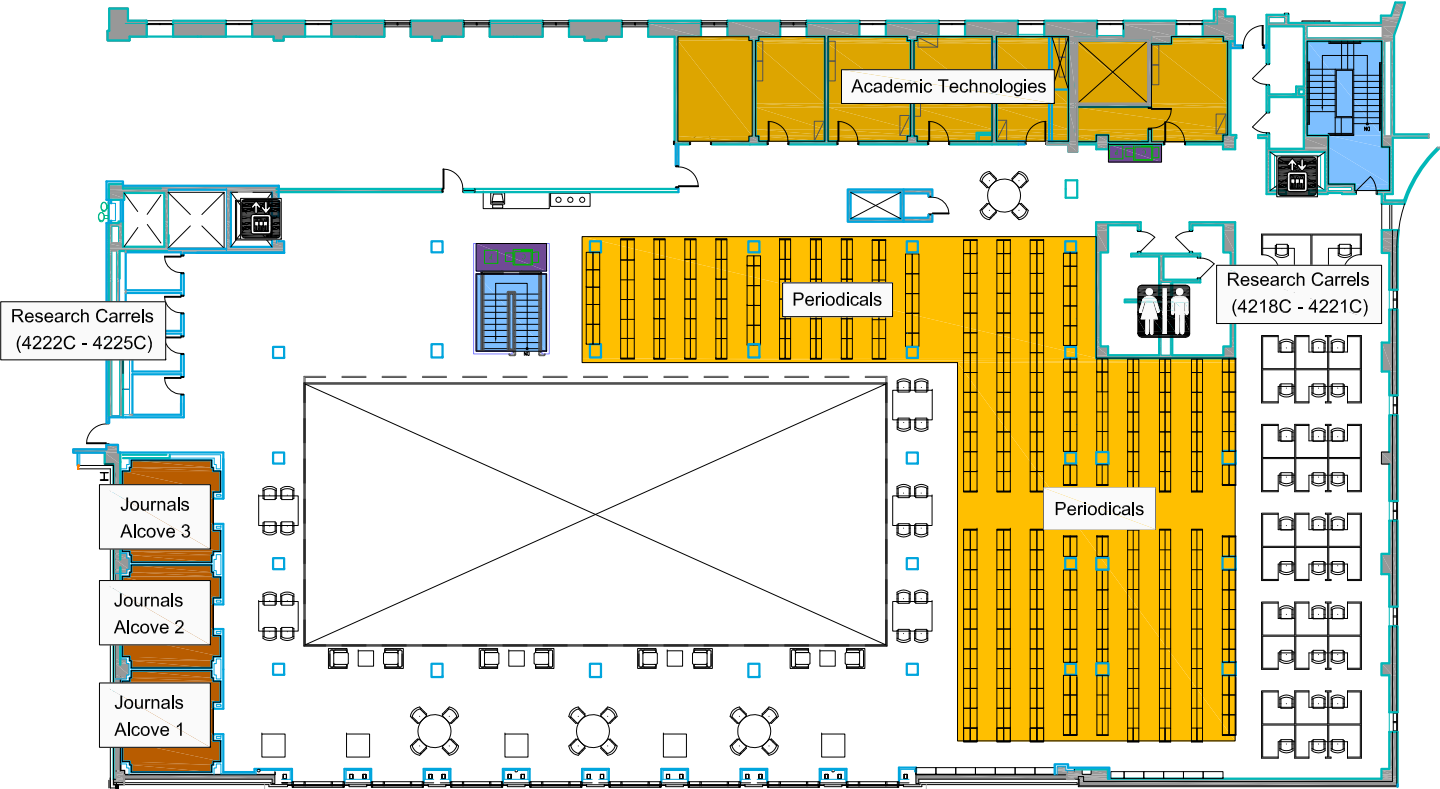 Academic Technologies
Periodicals
Research Carrels
(4222C - 4225C)
Research Carrels
(4218C - 4221C)
Journals
Alcove 3
Periodicals
Journals
Alcove 2
Journals
Alcove 1